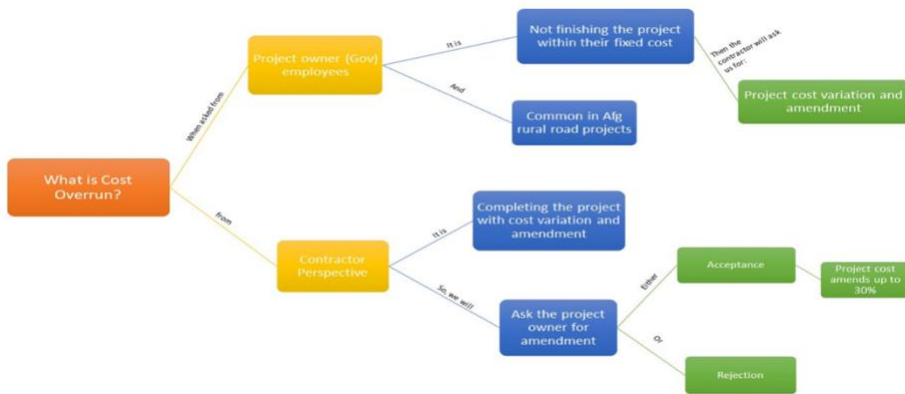 What is Cost
Overrun?
When asked from
Project owner (Gov)
employees
It is
Not finishing the project
within their fixed cost
Then the
contractor will ask
us for:
Project cost variation and
amendment
And
Common in Afg
rural road projects
from
Contractor
Perspective
It is
Completing the project
with cost variation and
amendment
So, we will
Ask the project
owner for
amendment
Either
Acceptance
Project cost
amends up to
30%
Or
Rejection